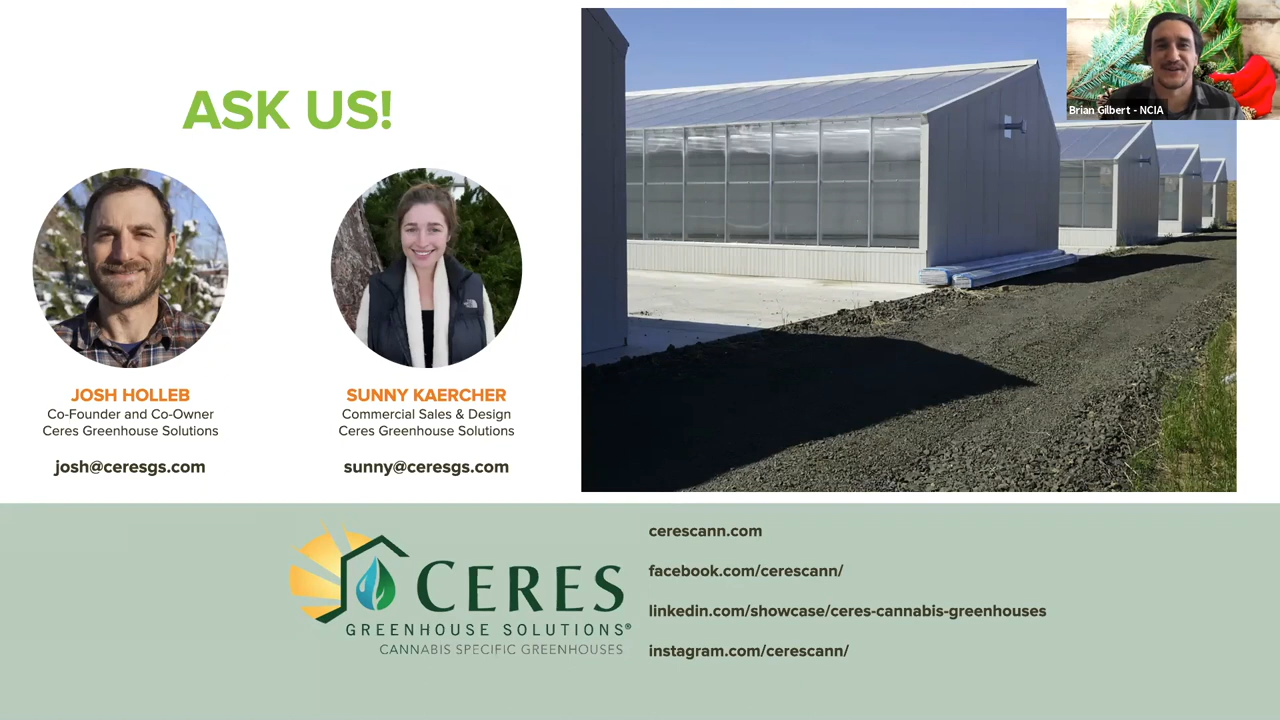 ASK US!
JOSH HOLLEB
Co-Founder and Co-Owner
Ceres Greenhouse Solutions
josh@ceresgs.com
SUNNY KAERCHER
Commercial Sales & Design
Ceres Greenhouse Solutions
sunny@ceresgs.com
Brian Gilbert - NCIA
CERES
GREENHOUSE SOLUTIONS®
CANNABIS SPECIFIC GREENHOUSES
cerescann.com
facebook.com/cerescann/
linkedin.com/showcase/ceres-cannabis-greenhouses
instagram.com/cerescann/